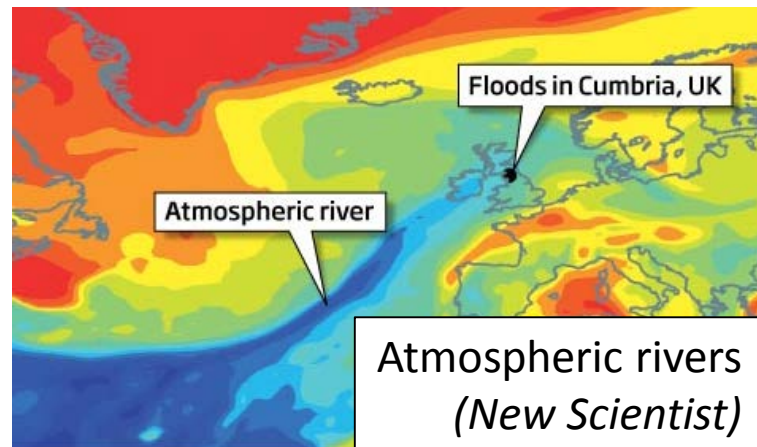 Floods in Cumbria, UK
Atmospheric river
Atmospheric rivers
(New Scientist)